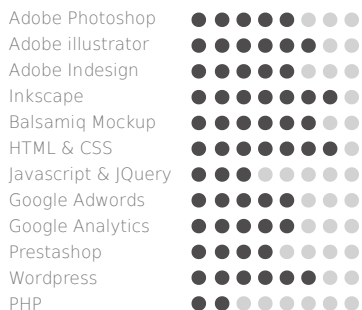 Adobe Photoshop
Adobe illustrator
Adobe Indesign
Inkscape
Balsamiq Mockup
HTML & CSS
Javascript & JQuery
Google Adwords
Google Analytics
Prestashop
Wordpress
PHP